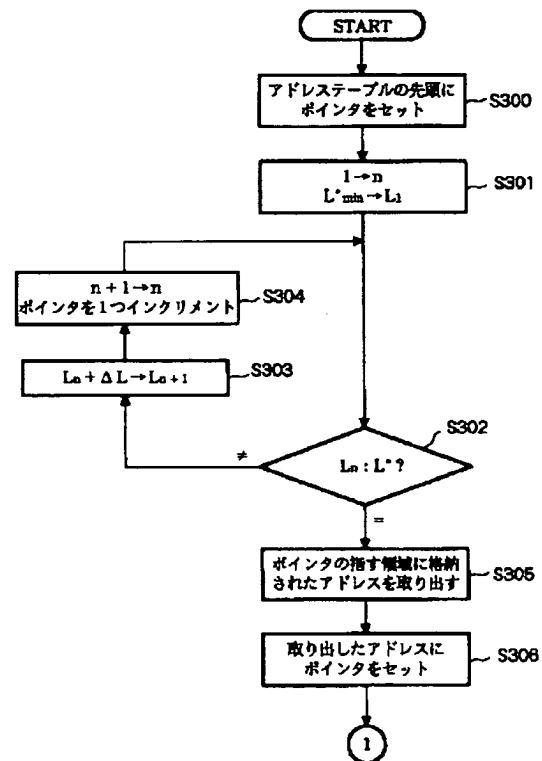 START
アドレステーブルの先頭に
ポインタをセット
S300
1→n
L*min→L1
S301
n+1→n
ポインタを1つインクリメント
S304
Ln+ΔL→Ln+1
S303
S302
Ln:L*?
≠
=
ポインタの指す領域に格納
されたアドレスを取り出す
S305
取り出したアドレスに
ポインタをセット
S306
1